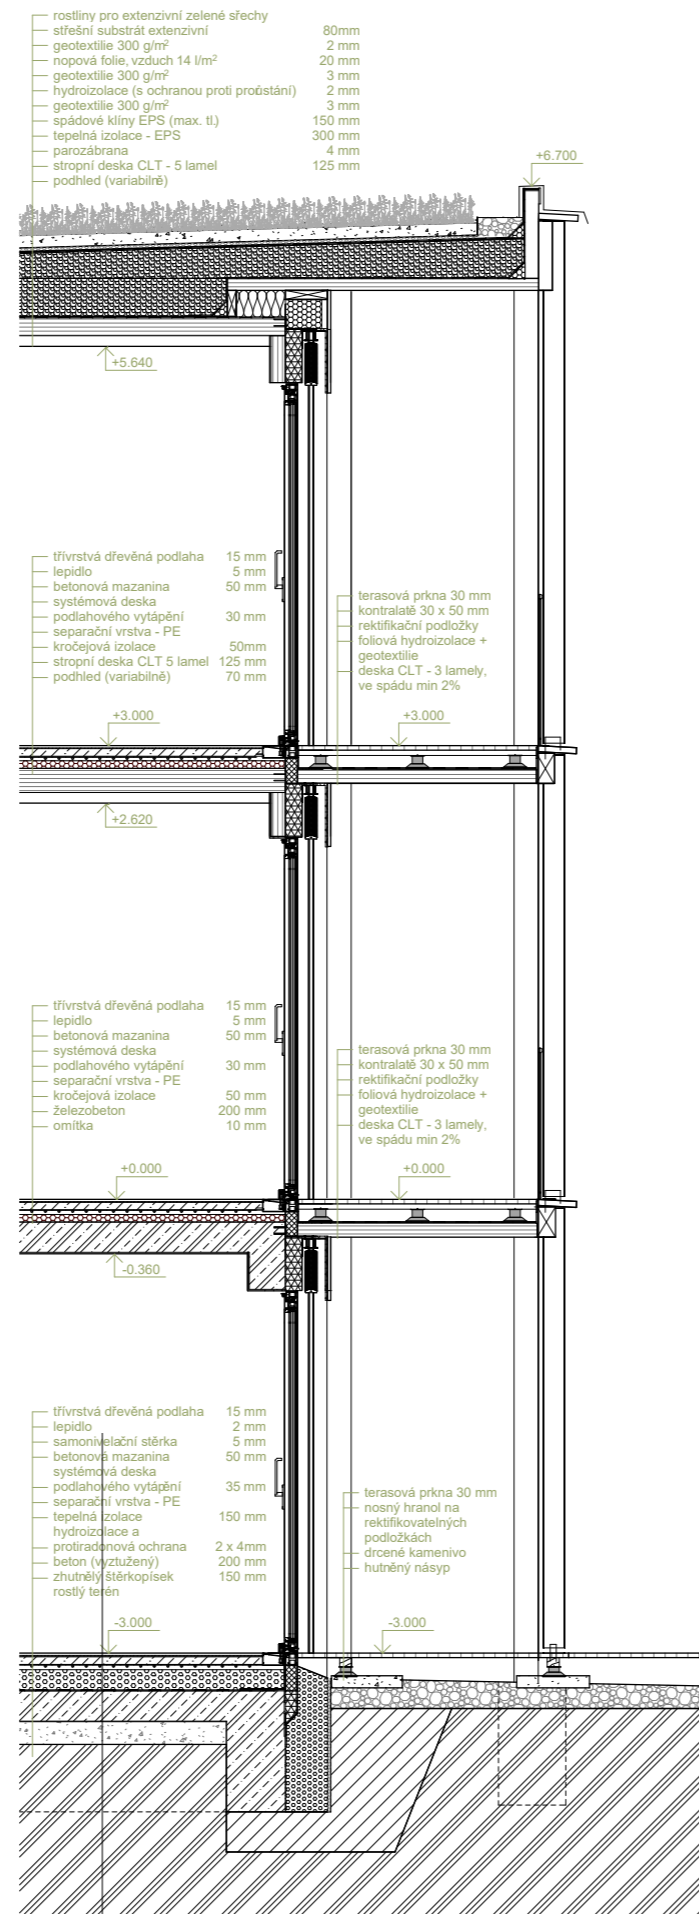 rostliny pro extenzivní zelené sřechy
střešní substrát extenzivní 80mm
geotextilie 300 g/m² 2 mm
nopová folie, vzduch 14 l/m² 20 mm
geotextilie 300 g/m² 3 mm
hydroizolace (s ochranou proti prorůstání) 2 mm
geotextilie 300 g/m² 3 mm
spádové klíny EPS (max. tl.) 150 mm
tepelná izolace - EPS 300 mm
parozábrana 4 mm
stropní deska CLT - 5 lamel 125 mm
podhled (variabilně)
+6.700
+5.640
třívrstvá dřevěná podlaha 15 mm
lepidlo 5 mm
betonová mazanina 50 mm
systémová deska
podlahového vytápění 30 mm
separační vrstva - PE
kročejová izolace 50mm
stropní deska CLT 5 lamel 125 mm
podhled (variabilně) 70 mm
terasová prkna 30 mm
kontralatě 30 x 50 mm
rektifikační podložky
foliová hydroizolace +
geotextilie
deska CLT - 3 lamely,
ve spádu min 2%
+3.000
+3.000
+2.620
třívrstvá dřevěná podlaha 15 mm
lepidlo 5 mm
betonová mazanina 50 mm
systémová deska
podlahového vytápění 30 mm
separační vrstva - PE
kročejová izolace 50 mm
železobeton 200 mm
omítka 10 mm
terasová prkna 30 mm
kontralatě 30 x 50 mm
rektifikační podložky
foliová hydroizolace +
geotextilie
deska CLT - 3 lamely,
ve spádu min 2%
+0.000
+0.000
-0.360
třívrstvá dřevěná podlaha 15 mm
lepidlo 2 mm
samonivelační stěrka 5 mm
betonová mazanina 50 mm
systémová deska
podlahového vytápění 35 mm
separační vrstva - PE
tepelná izolace 150 mm
hydroizolace a
protiradonová ochrana 2 x 4mm
beton (vyztužený) 200 mm
zhutnělý štěrkopísek 150 mm
rostlý terén
terasová prkna 30 mm
nosný hranol na
rektifikovatelných
podložkách
drcené kamenivo
hutněný násyp
-3.000
-3.000